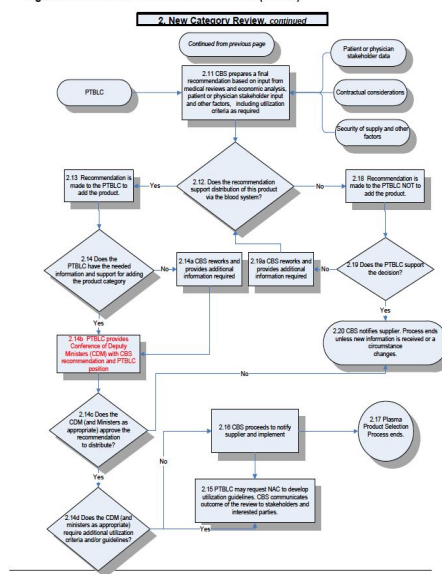 2. New Category Review, continued
Continued from previous page
Patient or physician
stakeholder data
PTBLC
2.11 CBS prepares a final
recommendation based on input from
medical reviews and economic analysis,
patient or physician stakeholder input
and other factors, including utilization
criteria as required
Contractual considerations
Security of supply and other
factors
2.13 Recommendation is
made to the PTBLC to
add the product.
Yes
2.12. Does the recommendation
support distribution of this product
via the blood system?
No
2.18 Recommendation is
made to the PTBLC NOT to
add the product.
2.14 Does the
PTBLC have the needed
information and support for adding
the product category
No
2.14a CBS reworks and
provides additional
information required
2.19a CBS reworks and
provides additional
information required
No
2.19 Does the PTBLC support
the decision?
Yes
Yes
2.14b PTBLC provides
Conference of Deputy
Ministers (CDM) with CBS
recommendation and PTBLC
position
2.20 CBS notifies supplier. Process ends
unless new information is received or a
circumstance
changes.
No
2.14c Does the
CDM (and Ministers as
appropriate) approve the
recommendation
to distribute?
2.16 CBS proceeds to notify
supplier and implement
2.17 Plasma
Product Selection
Process ends.
No
Yes
2.15 PTBLC may request NAC to develop
utilization guidelines. CBS communicates
outcome of the review to stakeholders and
interested parties.
2.14d Does the CDM (and
ministers as appropriate)
require additional utilization
criteria and/or guidelines?
Yes